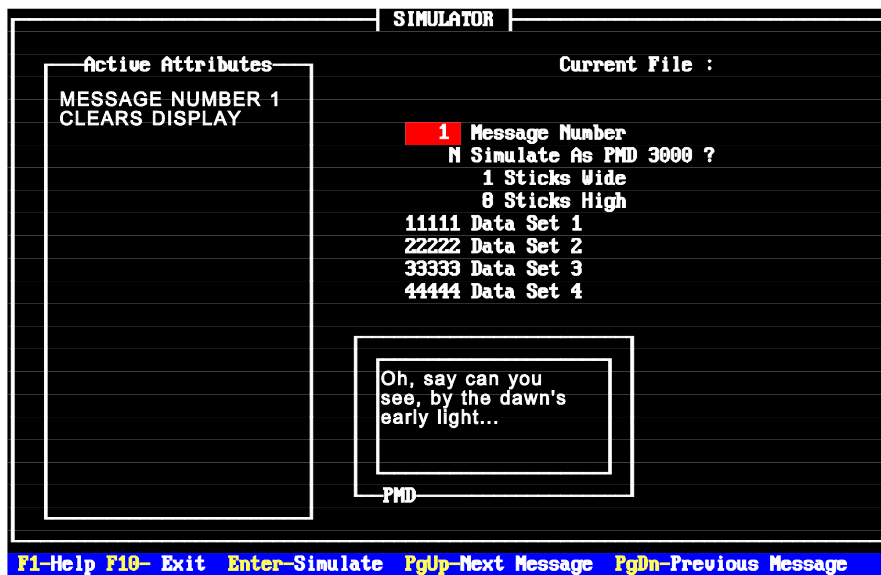 SIMULATOR
Active Attributes
MESSAGE NUMBER 1
CLEARS DISPLAY
Current File :
1 Message Number
N Simulate As PMD 3000 ?
1 Sticks Wide
8 Sticks High
11111 Data Set 1
22222 Data Set 2
33333 Data Set 3
44444 Data Set 4
Oh, say can you
see, by the dawn's
early light...
PMD
F1-Help F10- Exit Enter-Simulate PgUp-Next Message PgDn-Previous Message